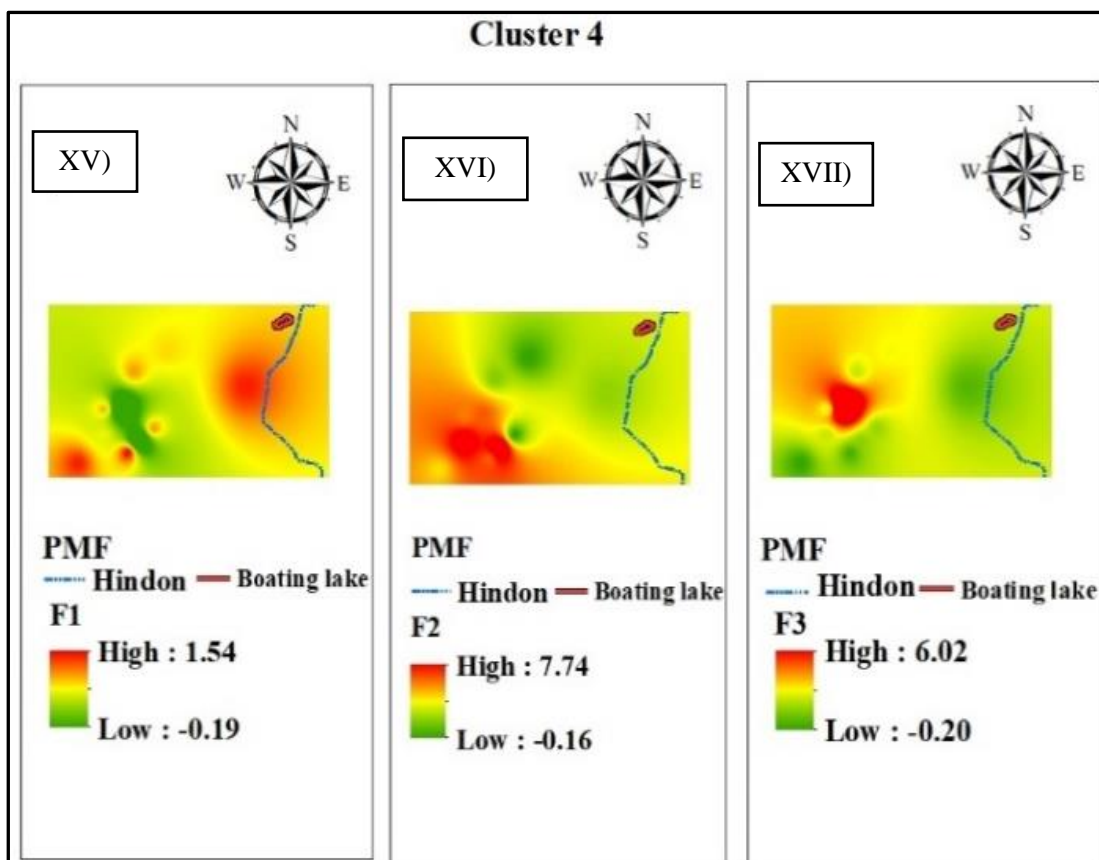 Cluster 4
XV)
N
W E
S
PMF
Hindon Boating lake
F1
High : 1.54
Low : -0.19
XVI)
N
W E
S
PMF
Hindon Boating lake
F2
High : 7.74
Low : -0.16
XVII)
N
W E
S
PMF
Hindon Boating lake
F3
High : 6.02
Low : -0.20